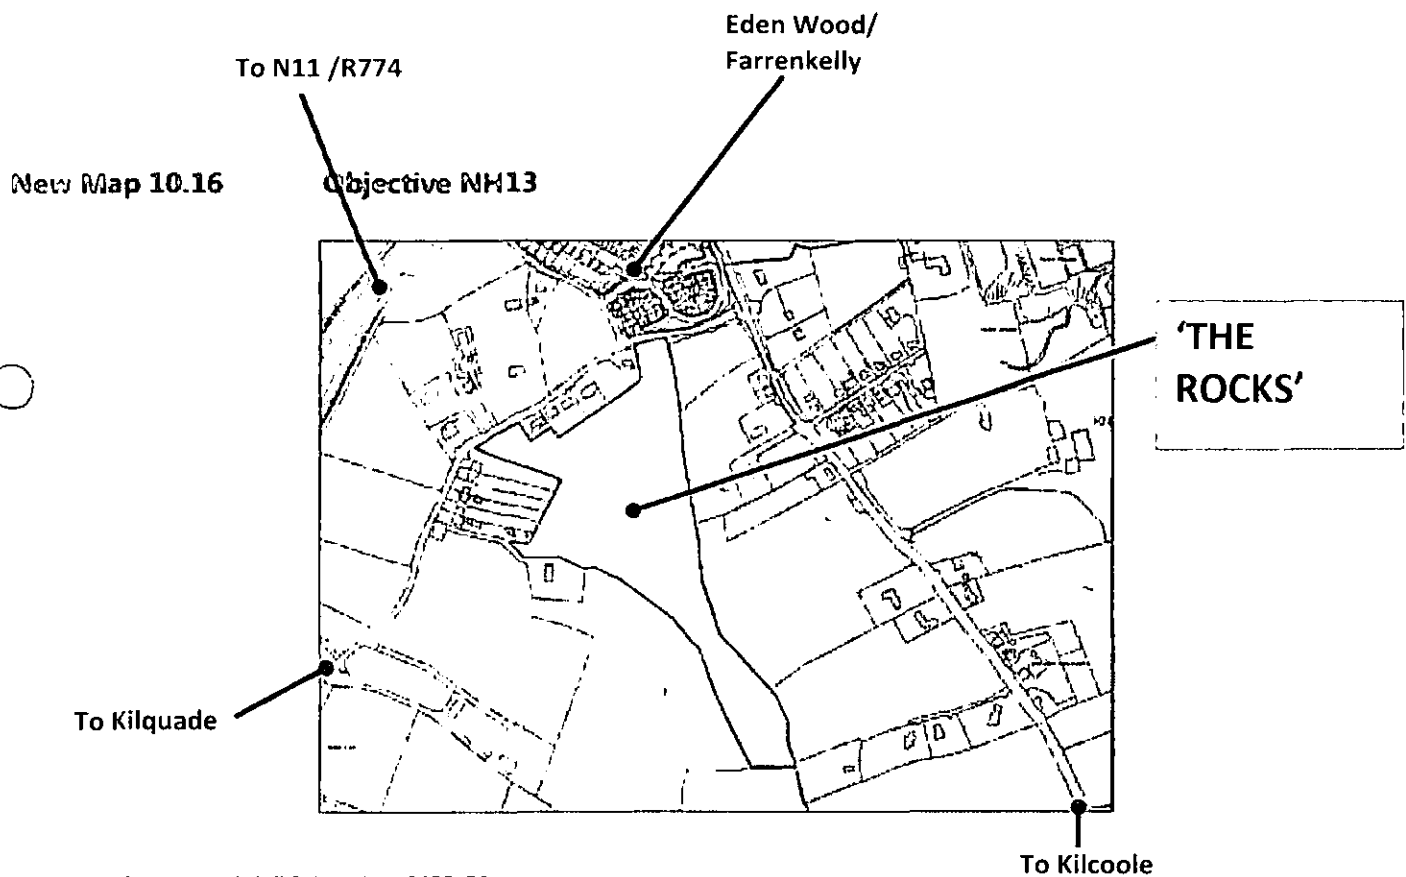 Eden Wood/
Farrenkelly
To N11 /R774
New Map 10.16 Objective NH13
‘THE
ROCKS’
To Kilquade
To Kilcoole